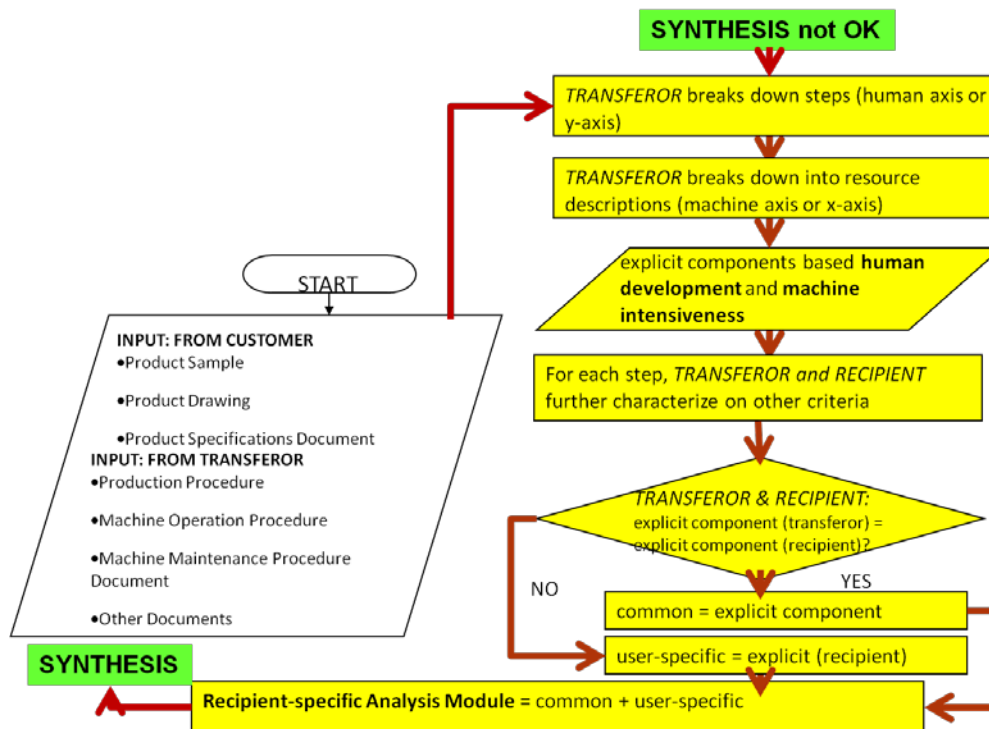 SYNTHESIS not OK
TRANSFEROR breaks down steps (human axis or
y-axis)
TRANSFEROR breaks down into resource
descriptions (machine axis or x-axis)
explicit components based human
development and machine
intensiveness
START
INPUT: FROM CUSTOMER
•Product Sample
•Product Drawing
•Product Specifications Document
INPUT: FROM TRANSFEROR
•Production Procedure
•Machine Operation Procedure
•Machine Maintenance Procedure
Document
•Other Documents
For each step, TRANSFEROR and RECIPIENT
further characterize on other criteria
TRANSFEROR & RECIPIENT:
explicit component (transferor) =
explicit component (recipient)?
NO
YES
common = explicit component
user-specific = explicit (recipient)
SYNTHESIS
Recipient-specific Analysis Module = common + user-specific